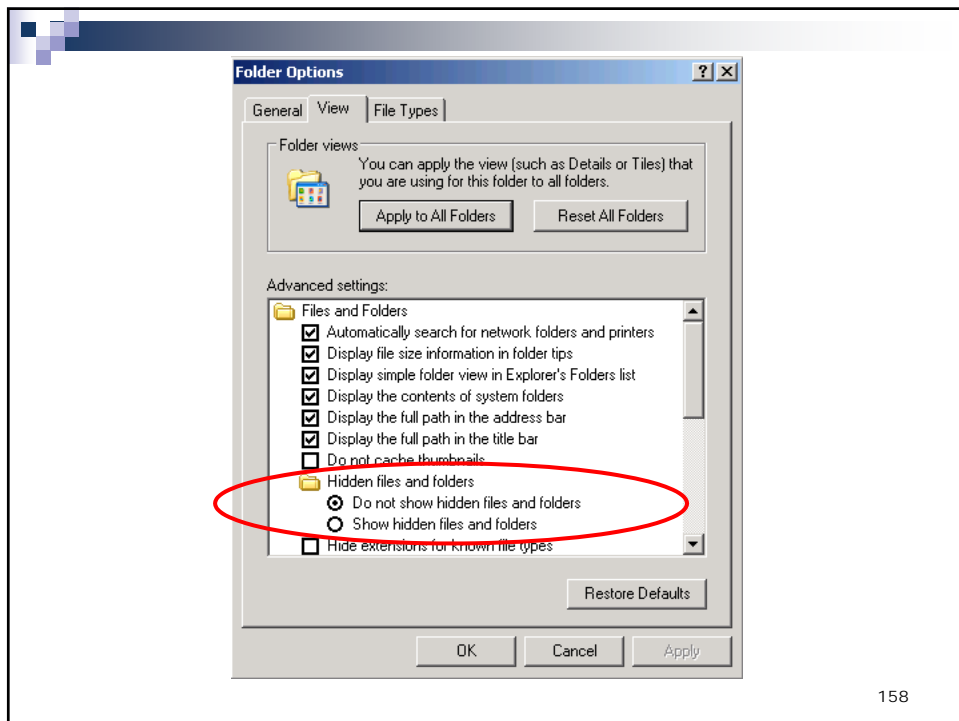 Folder Options
General View File Types
Folder views
You can apply the view (such as Details or Tiles) that
you are using for this folder to all folders.
Apply to All Folders Reset All Folders
Advanced settings:
Files and Folders
Automatically search for network folders and printers
Display file size information in folder tips
Display simple folder view in Explorer's Folders list
Display the contents of system folders
Display the full path in the address bar
Display the full path in the title bar
Do not cache thumbnails
Hidden files and folders
Do not show hidden files and folders
Show hidden files and folders
Hide extensions for known file types
Restore Defaults
OK Cancel Apply
158